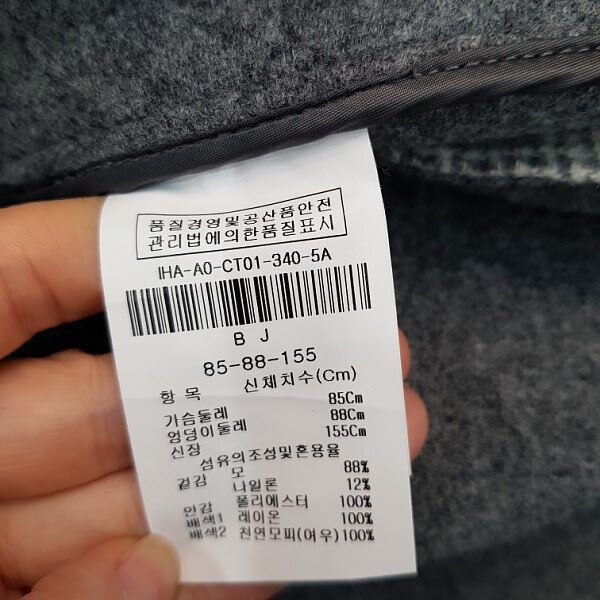 품질경영및공산품안전
관리법에의한품질표시
IHA-A0-CT01-340-5A
B J
85-88-155
항 목 신체치수(Cm)
가슴둘레 85Cm
엉덩이둘레 88Cm
신장 155Cm
섬유의조성및혼용율
겉감 모 88%
나일론 12%
안감 폴리에스터 100%
배색1 레이온 100%
배색2 천연모피(여우) 100%